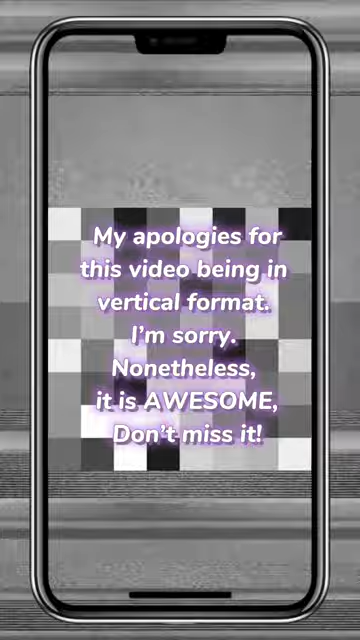 My apologies for
this video being in
vertical format.
I'm sorry.
Nonetheless,
it is AWESOME,
Don't miss it!